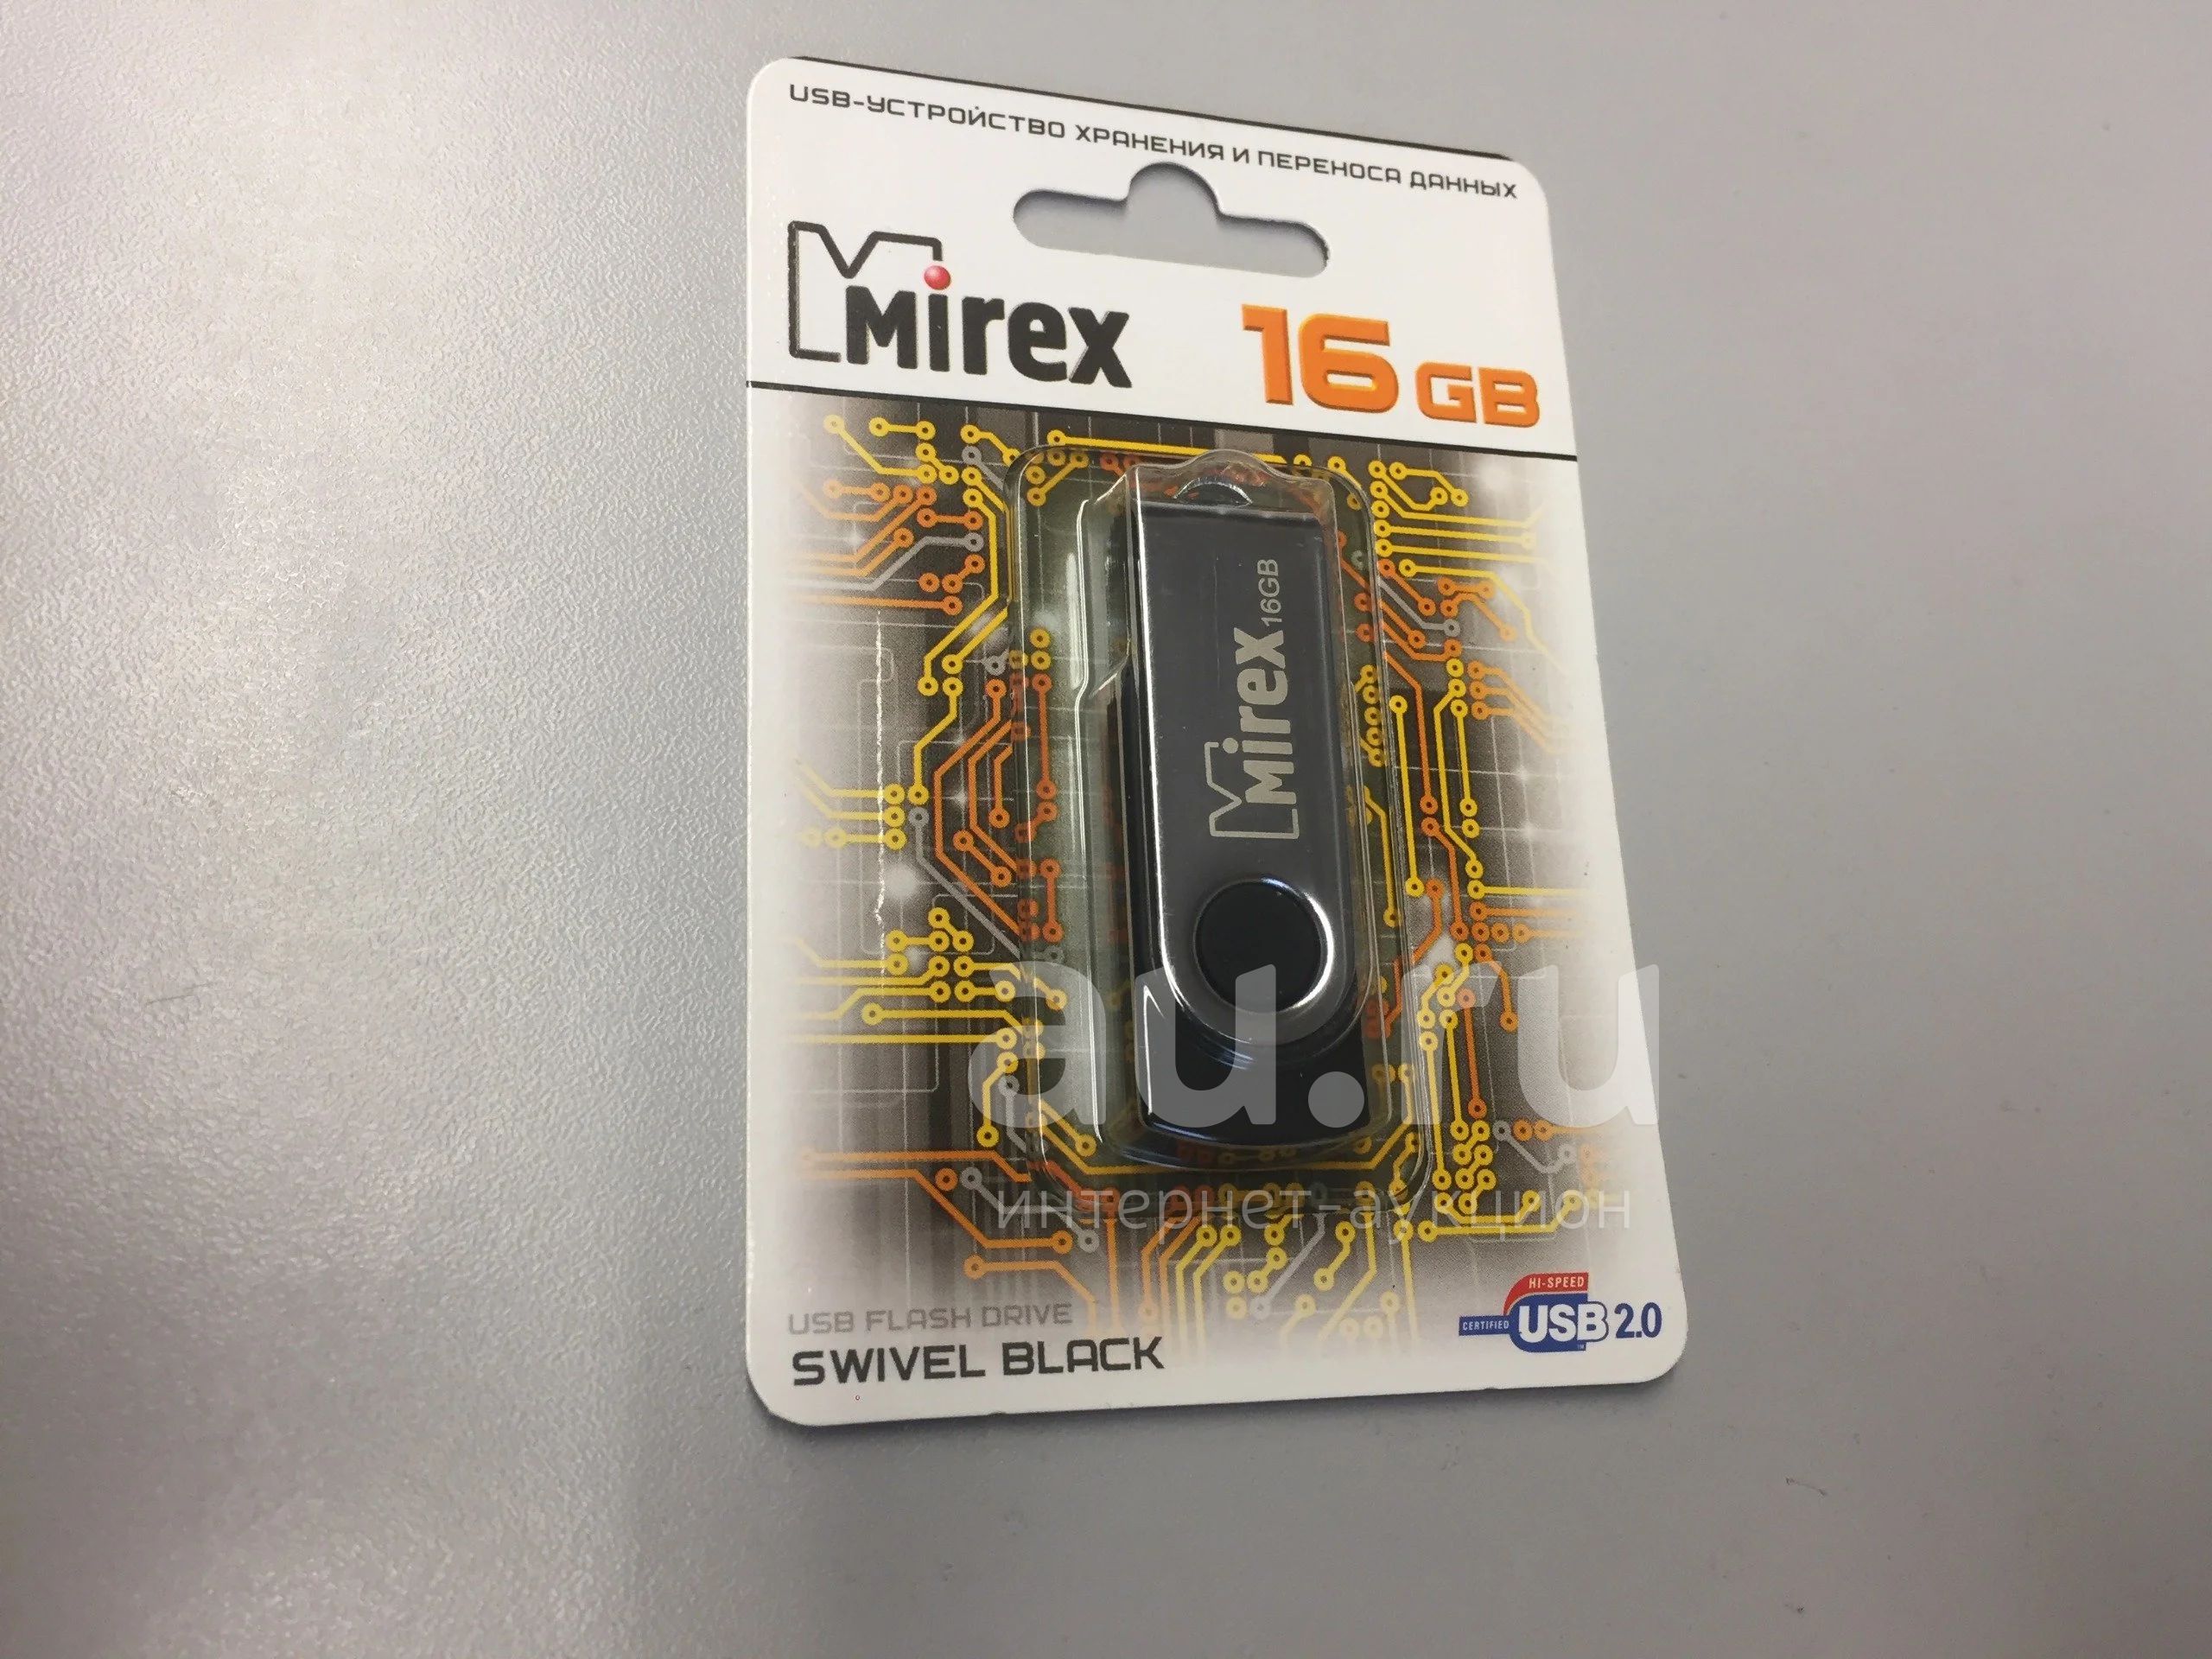 USB-УСТРОЙСТВО ХРАНЕНИЯ И ПЕРЕНОСА ДАННЫХ
Mirex
16 GB
Mirex 16GB
au.ru
интернет-аукцион
USB FLASH DRIVE
SWIVEL BLACK
HI-SPEED
CERTIFIED USB 2.0